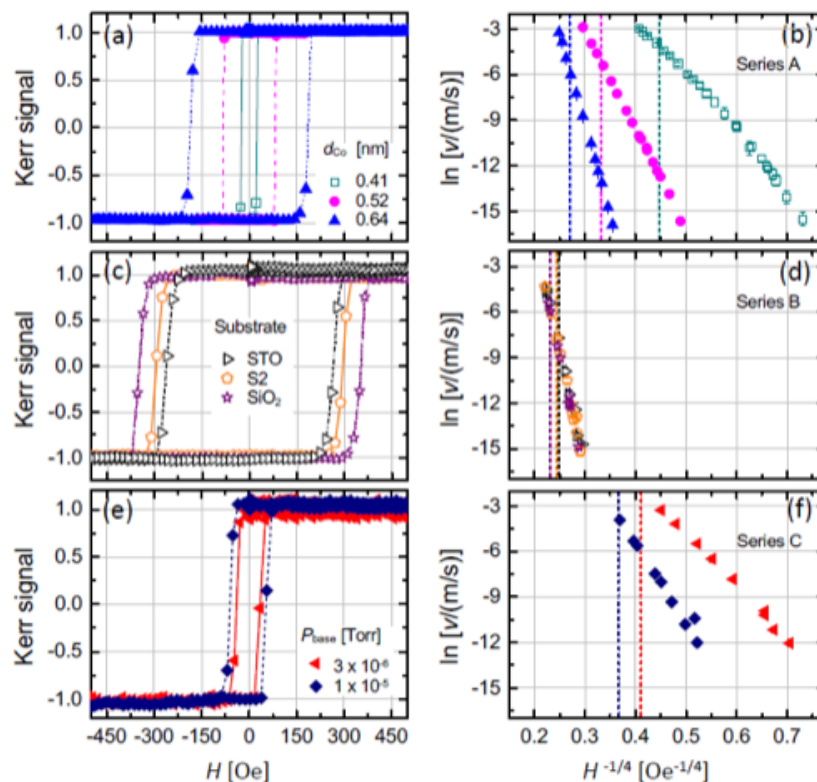 (a)
Kerr signal
1.0
0.5
0.0
-0.5
-1.0
d_Co [nm]
0.41
0.52
0.64
(b)
ln [v/(m/s)]
-3
-6
-9
-12
-15
Series A
(c)
Kerr signal
1.0
0.5
0.0
-0.5
-1.0
Substrate
STO
S2
SiO₂
(d)
ln [v/(m/s)]
-3
-6
-9
-12
-15
Series B
(e)
Kerr signal
1.0
0.5
0.0
-0.5
-1.0
P_base [Torr]
3 x 10⁻⁶
1 x 10⁻⁵
-450 -300 -150 0 150 300 450
H [Oe]
(f)
ln [v/(m/s)]
-3
-6
-9
-12
-15
Series C
0.2 0.3 0.4 0.5 0.6 0.7
H⁻¹/⁴ [Oe⁻¹/⁴]